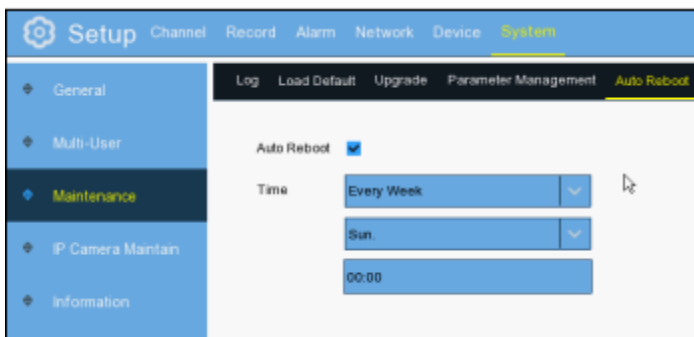 Setup Channel Record Alarm Network Device System
Log Load Default Upgrade Parameter Management Auto Reboot
General
Multi-User
Maintenance
IP Camera Maintain
Information
Auto Reboot
Time Every Week
Sun.
00:00